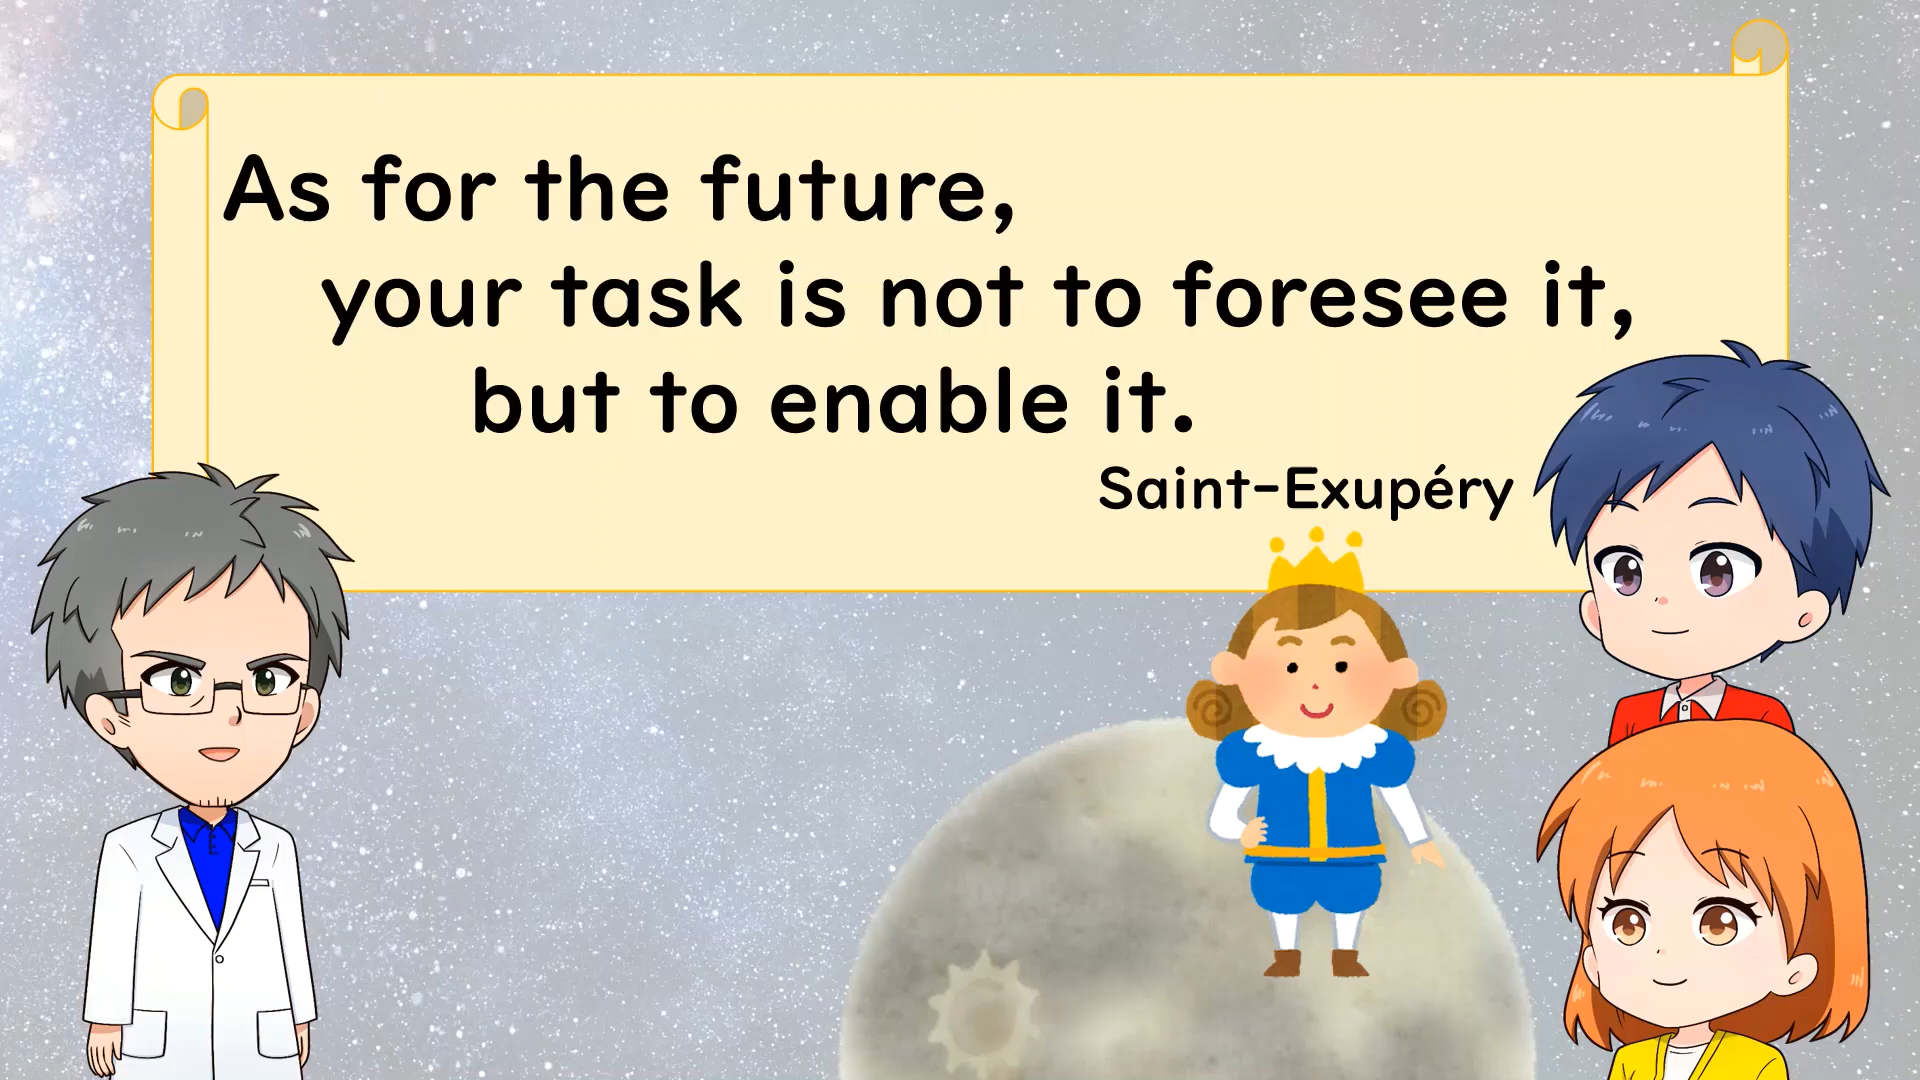 As for the future,
your task is not to foresee it,
but to enable it.
Saint-Exupéry